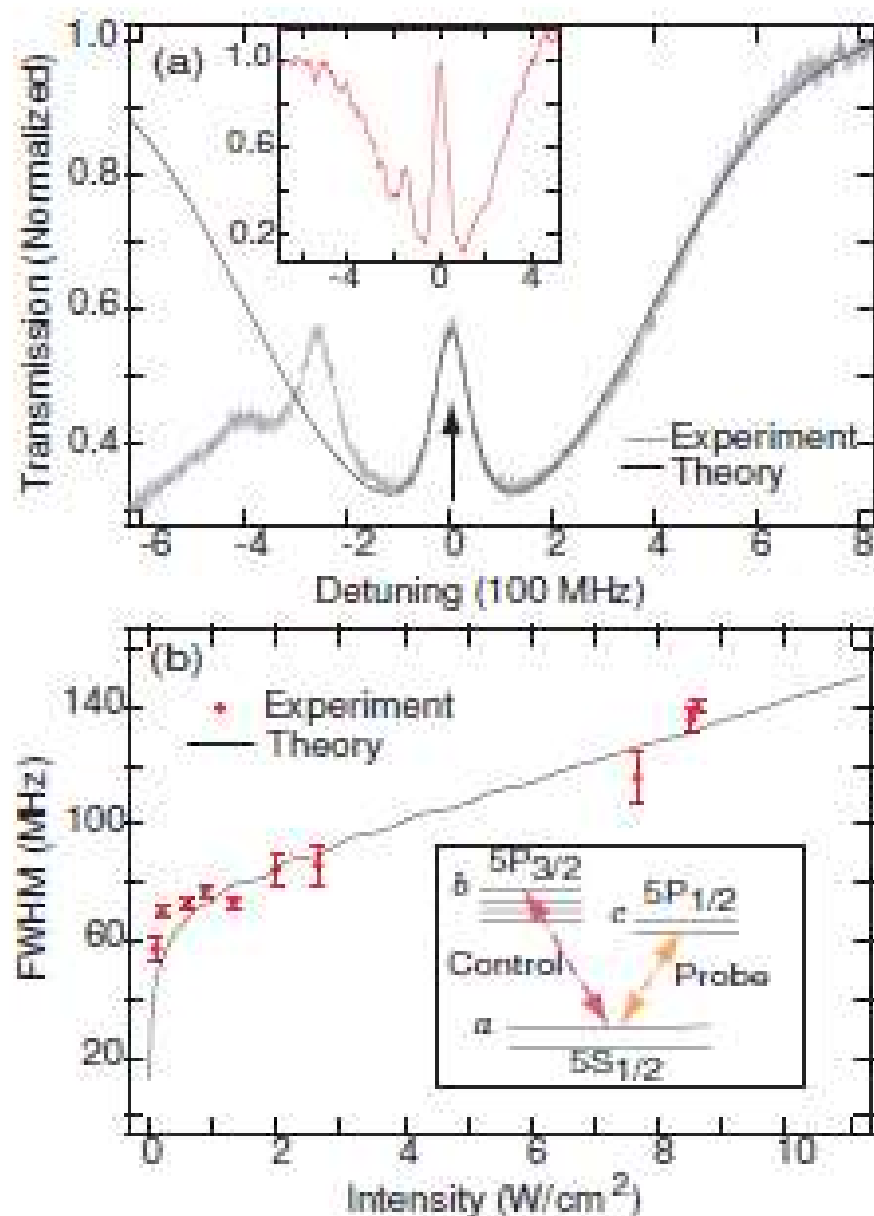 (a)
Transmission (Normalized)
1.0
0.8
0.6
0.4
1.0
0.6
0.2
-4 0 4
Experiment
Theory
-6 -4 -2 0 2 4 6 8
Detuning (100 MHz)
(b)
Experiment
Theory
FWHM (MHz)
140
100
60
20
b 5P3/2
c 5P1/2
Control
Probe
a
5S1/2
0 2 4 6 8 10
Intensity (W/cm2)